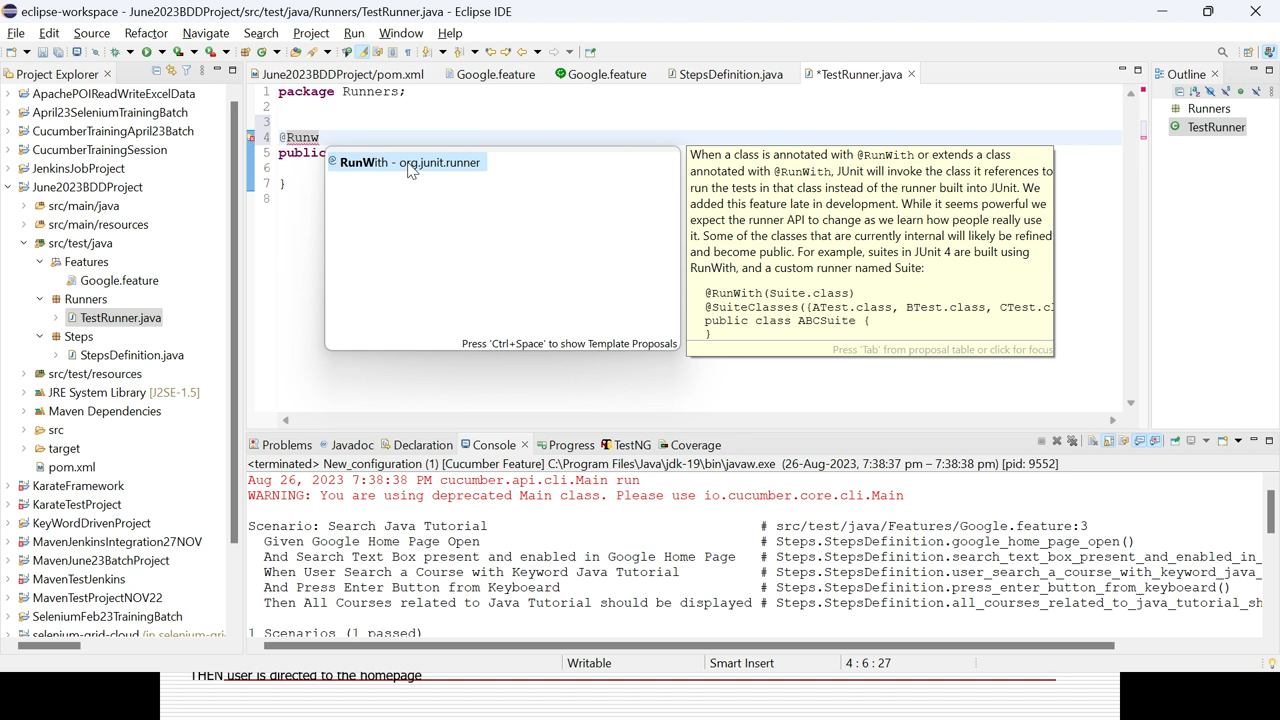 eclipse-workspace - June2023BDDProject/src/test/java/Runners/TestRunner.java - Eclipse IDE
File Edit Source Refactor Navigate Search Project Run Window Help
Project Explorer
June2023BDDProject/pom.xml Google.feature Google.feature StepsDefinition.java *TestRunner.java
Outline
ApachePOIReadWriteExcelData
April23SeleniumTrainingBatch
CucumberTrainingApril23Batch
CucumberTrainingSession
JenkinsJobProject
June2023BDDProject
src/main/java
src/main/resources
src/test/java
Features
Google.feature
Runners
TestRunner.java
Steps
StepsDefinition.java
src/test/resources
JRE System Library [J2SE-1.5]
Maven Dependencies
src
target
pom.xml
KarateFramework
KarateTestProject
KeyWordDrivenProject
MavenJenkinsIntegration27NOV
MavenJune23BatchProject
MavenTestJenkins
MavenTestProjectNOV22
SeleniumFeb23TrainingBatch
selenium-grid-cloud (in selenium-gri
1 package Runners;
2
3
4 @Runw
5 public
6
7 }
8
RunWith - org.junit.runner
Press 'Ctrl+Space' to show Template Proposals
When a class is annotated with @RunWith or extends a class
annotated with @RunWith, JUnit will invoke the class it references to
run the tests in that class instead of the runner built into JUnit. We
added this feature late in development. While it seems powerful we
expect the runner API to change as we learn how people really use
it. Some of the classes that are currently internal will likely be refined
and become public. For example, suites in JUnit 4 are built using
RunWith, and a custom runner named Suite:
@RunWith(Suite.class)
@SuiteClasses({ATest.class, BTest.class, CTest.cl
public class ABCSuite {
}
Press 'Tab' from proposal table or click for focus
Runners
TestRunner
Problems Javadoc Declaration Console Progress TestNG Coverage
<terminated> New_configuration (1) [Cucumber Feature] C:\Program Files\Java\jdk-19\bin\javaw.exe (26-Aug-2023, 7:38:37 pm – 7:38:38 pm) [pid: 9552]
Aug 26, 2023 7:38:38 PM cucumber.api.cli.Main run
WARNING: You are using deprecated Main class. Please use io.cucumber.core.cli.Main
Scenario: Search Java Tutorial # src/test/java/Features/Google.feature:3
Given Google Home Page Open # Steps.StepsDefinition.google_home_page_open()
And Search Text Box present and enabled in Google Home Page # Steps.StepsDefinition.search_text_box_present_and_enabled_in_
When User Search a Course with Keyword Java Tutorial # Steps.StepsDefinition.user_search_a_course_with_keyword_java_
And Press Enter Button from Keyboeard # Steps.StepsDefinition.press_enter_button_from_keyboeard()
Then All Courses related to Java Tutorial should be displayed # Steps.StepsDefinition.all_courses_related_to_java_tutorial_sh
1 Scenarios (1 passed)
Writable Smart Insert 4 : 6 : 27
THEN user is directed to the homepage